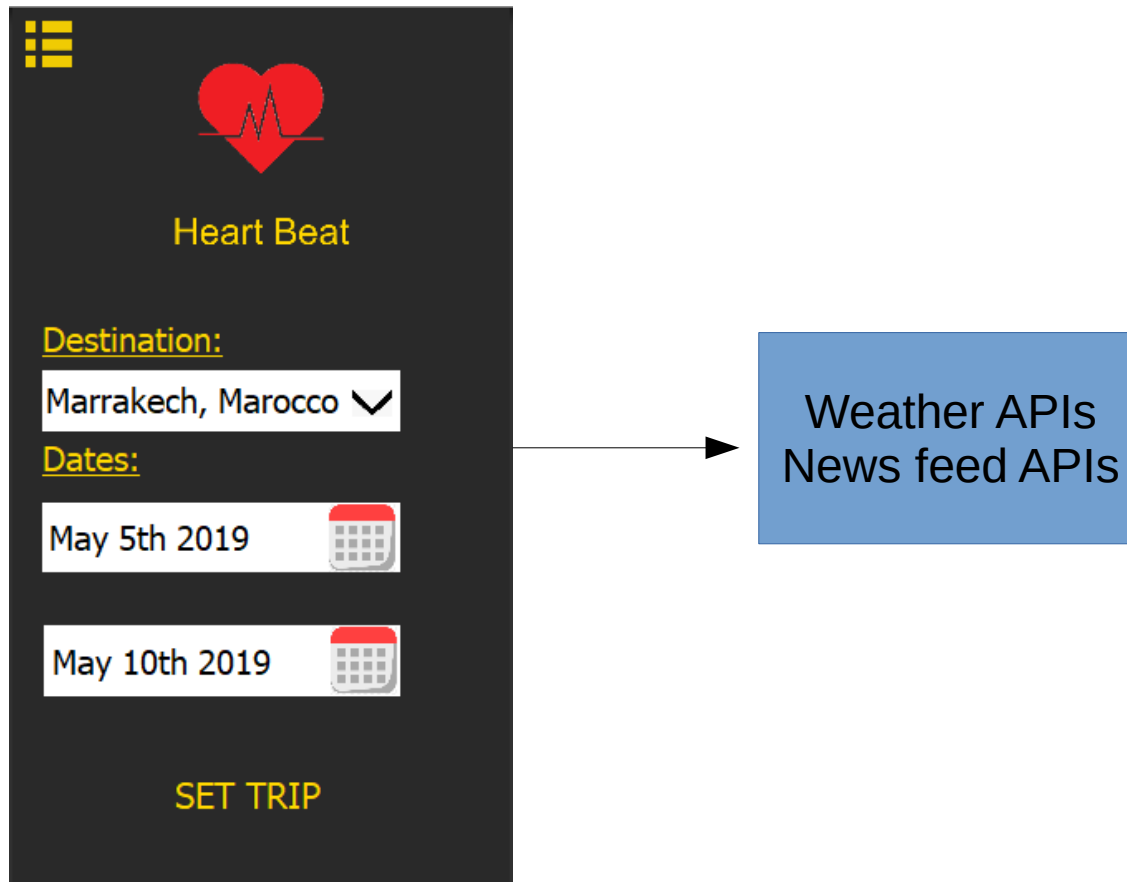 Heart Beat
Destination:
Marrakech, Marocco
Dates:
May 5th 2019
May 10th 2019
SET TRIP
Weather APIs
News feed APIs